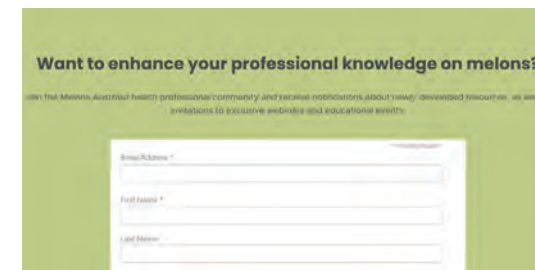 Want to enhance your professional knowledge on melons?
Join the Melons Australia health professional community and receive notifications about newly developed resources, as well
invitations to exclusive webinars and educational events.
Email Address *
First Name *
Last Name